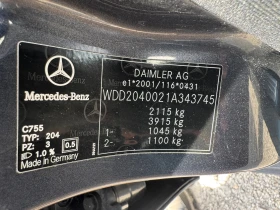 DAIMLER AG
e1*2001/116*0431
WDD2040021A343745
Mercedes-Benz
2115 kg
3915 kg
1- 1045 kg
2- 1100 kg
C755
TYP: 204
PZ: 3 0.5
1.0 %
Made in Germany